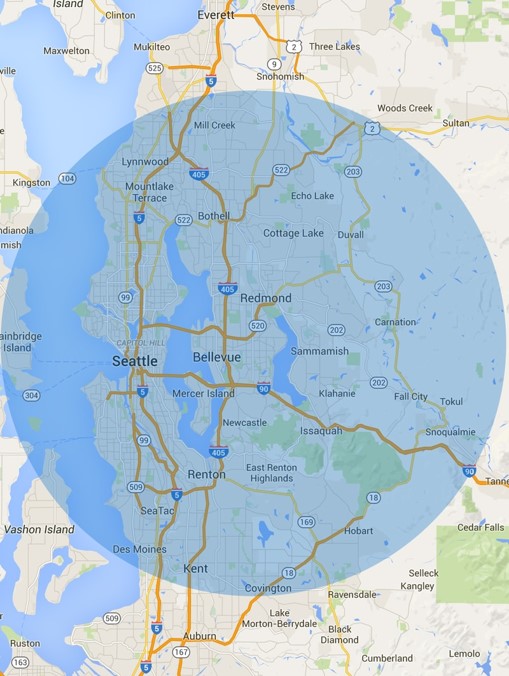 Island
Clinton
Everett
Stevens
Mukilteo
2
Three Lakes
Maxwelton
9
525
Snohomish
5
Woods Creek
Mill Creek
2
Sultan
Lynnwood
522
203
405
Kingston
104
Mountlake
Terrace
Echo Lake
5
522
Bothell
Cottage Lake
Duvall
405
203
99
Redmond
520
202
Carnation
CAPITOL HILL
Island
Seattle
Bellevue
Sammamish
202
5
Mercer Island
90
Klahanie
Fall City
304
Tokul
Newcastle
99
Issaquah
Snoqualmie
405
Renton
East Renton
Highlands
90
509
5
18
SeaTac
169
Vashon Island
Hobart
Cedar Falls
Des Moines
Kent
18
Covington
Selleck
Kangley
Ravensdale
509
Lake
Morton-Berrydale
5
Auburn
Black
Diamond
Ruston
167
163
5
Cumberland
Lemolo